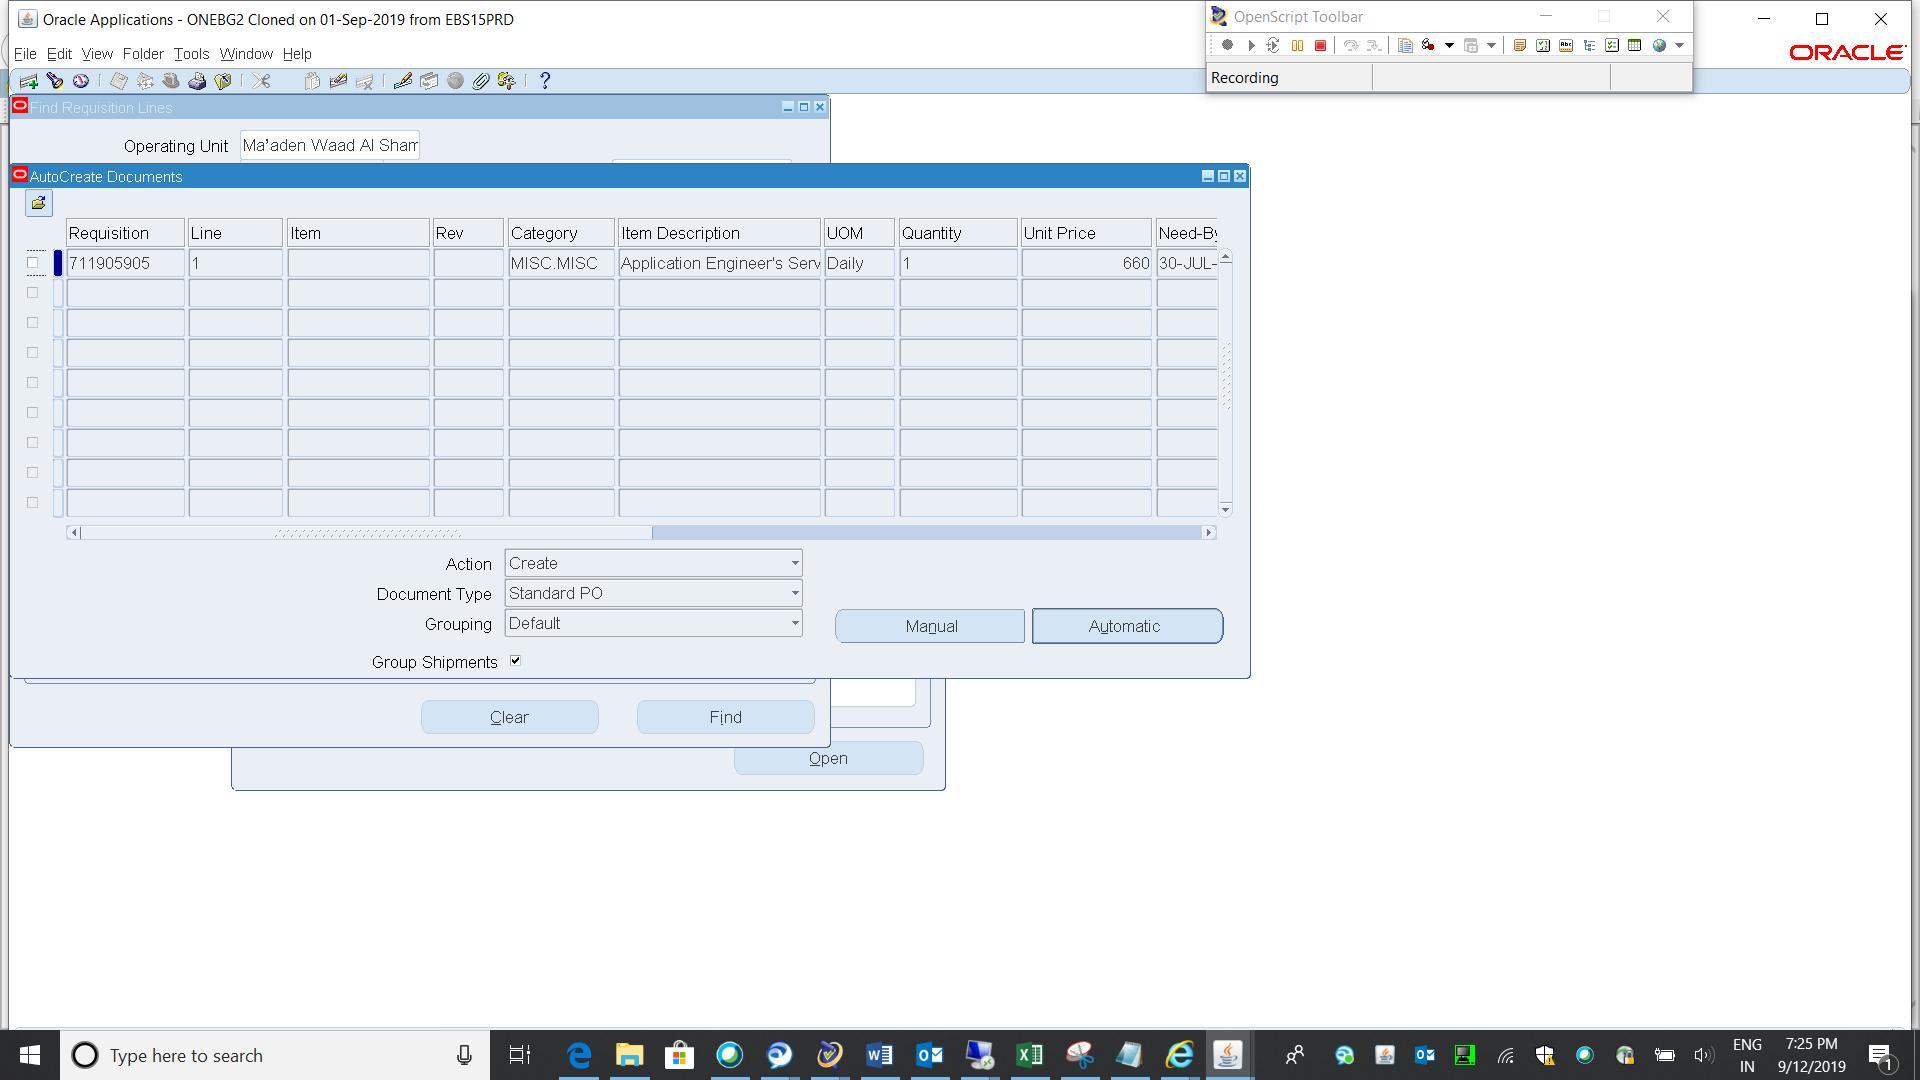 Oracle Applications - ONEBG2 Cloned on 01-Sep-2019 from EBS15PRD
OpenScript Toolbar
File Edit View Folder Tools Window Help
ORACLE
Recording
Find Requisition Lines
Operating Unit Ma'aden Waad Al Sham
AutoCreate Documents
Requisition Line Item Rev Category Item Description UOM Quantity Unit Price Need-By
711905905 1 MISC.MISC Application Engineer's Serv Daily 1 660 30-JUL-
Action Create
Document Type Standard PO
Grouping Default
Manual Automatic
Group Shipments
Clear Find
Open
Type here to search
ENG
IN
7:25 PM
9/12/2019
1